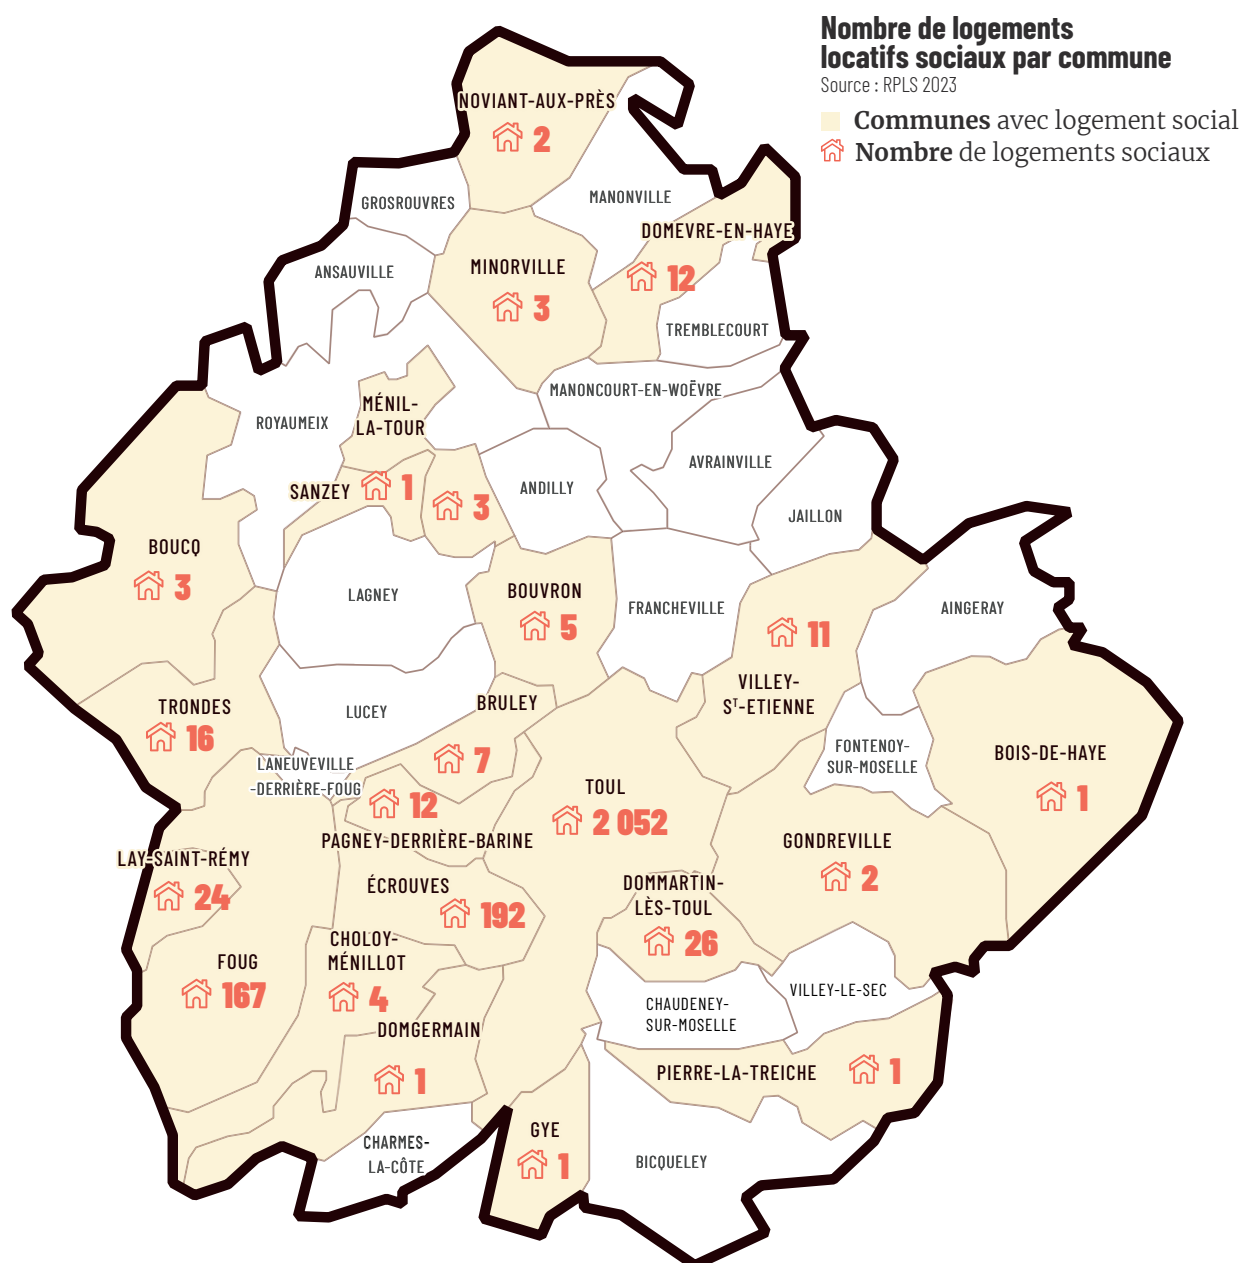 Nombre de logements
locatifs sociaux par commune
Source : RPLS 2023
Communes avec logement social
Nombre de logements sociaux
NOVIANT-AUX-PRÈS
2
GROSROUVRES
MANONVILLE
DOMEVRE-EN-HAYE
12
ANSAUVILLE
MINORVILLE
3
TREMBLECOURT
MANONCOURT-EN-WOËVRE
MÉNIL-
LA-TOUR
ROYAUMEIX
AVRAINVILLE
SANZEY
1
3
ANDILLY
JAILLON
BOUCQ
3
LAGNEY
BOUVRON
5
FRANCHEVILLE
AINGERAY
11
VILLEY-
Sᵀ-ETIENNE
TRONDES
16
LUCEY
BRULEY
7
LANEUVEVILLE
-DERRIÈRE-FOUG
FONTENOY-
SUR-MOSELLE
BOIS-DE-HAYE
1
12
PAGNEY-DERRIÈRE-BARINE
TOUL
2 052
GONDREVILLE
2
LAY-SAINT-RÉMY
24
ÉCROUVES
192
DOMMARTIN-
LÈS-TOUL
26
FOUG
167
CHOLOY-
MÉNILLOT
4
CHAUDENEY-
SUR-MOSELLE
VILLEY-LE-SEC
DOMGERMAIN
1
PIERRE-LA-TREICHE
1
CHARMES-
LA-CÔTE
GYE
1
BICQUELEY